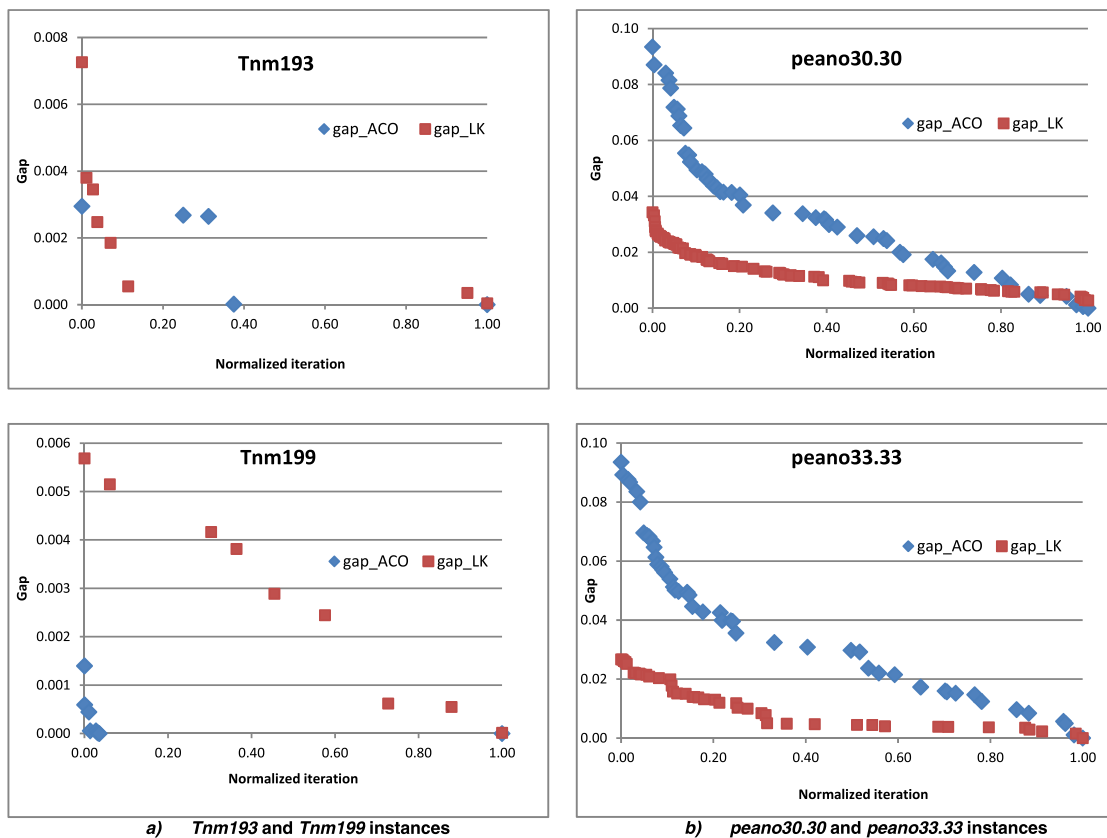 Tnm193
0.008
0.006
0.004
0.002
0.000
Gap
gap_ACO gap_LK
0.00 0.20 0.40 0.60 0.80 1.00
Normalized iteration
peano30.30
0.10
0.08
0.06
0.04
0.02
0.00
Gap
gap_ACO gap_LK
0.00 0.20 0.40 0.60 0.80 1.00
Normalized iteration
Tnm199
0.006
0.005
0.004
0.003
0.002
0.001
0.000
Gap
gap_ACO gap_LK
0.00 0.20 0.40 0.60 0.80 1.00
Normalized iteration
peano33.33
0.10
0.08
0.06
0.04
0.02
0.00
Gap
gap_ACO gap_LK
0.00 0.20 0.40 0.60 0.80 1.00
Normalized iteration
a) Tnm193 and Tnm199 instances
b) peano30.30 and peano33.33 instances